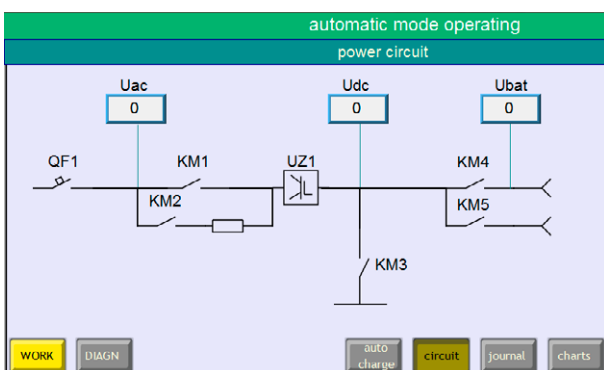 automatic mode operating
power circuit
Uac Udc Ubat
0 0 0
QF1 KM1 UZ1 KM4
KM2 KM5
KM3
WORK DIAGN auto charge circuit journal charts